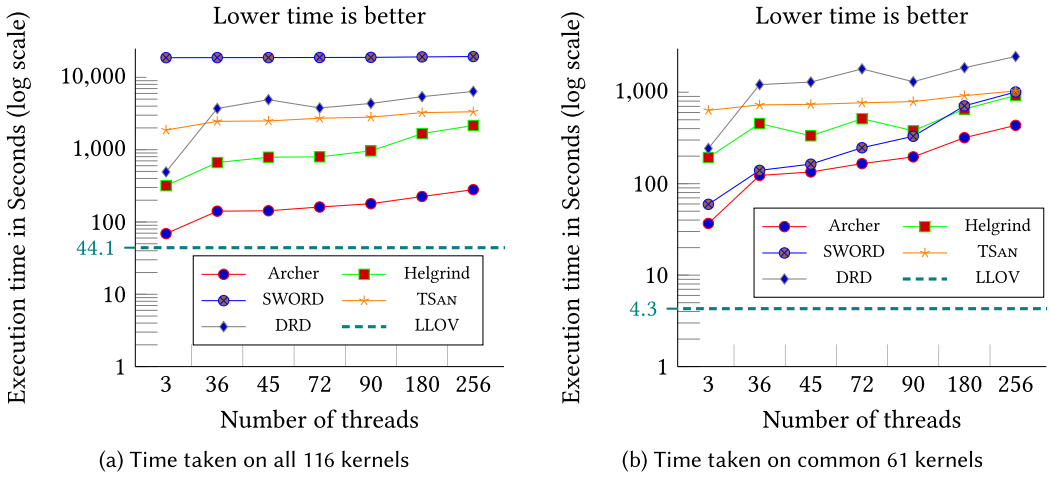 Lower time is better
Execution time in Seconds (log scale)
10,000
1,000
100
44.1
10
1
Archer
Helgrind
SWORD
TSAN
DRD
LLOV
3 36 45 72 90 180 256
Number of threads
(a) Time taken on all 116 kernels
Lower time is better
Execution time in Seconds (log scale)
1,000
100
10
4.3
1
Archer
Helgrind
SWORD
TSAN
DRD
LLOV
3 36 45 72 90 180 256
Number of threads
(b) Time taken on common 61 kernels